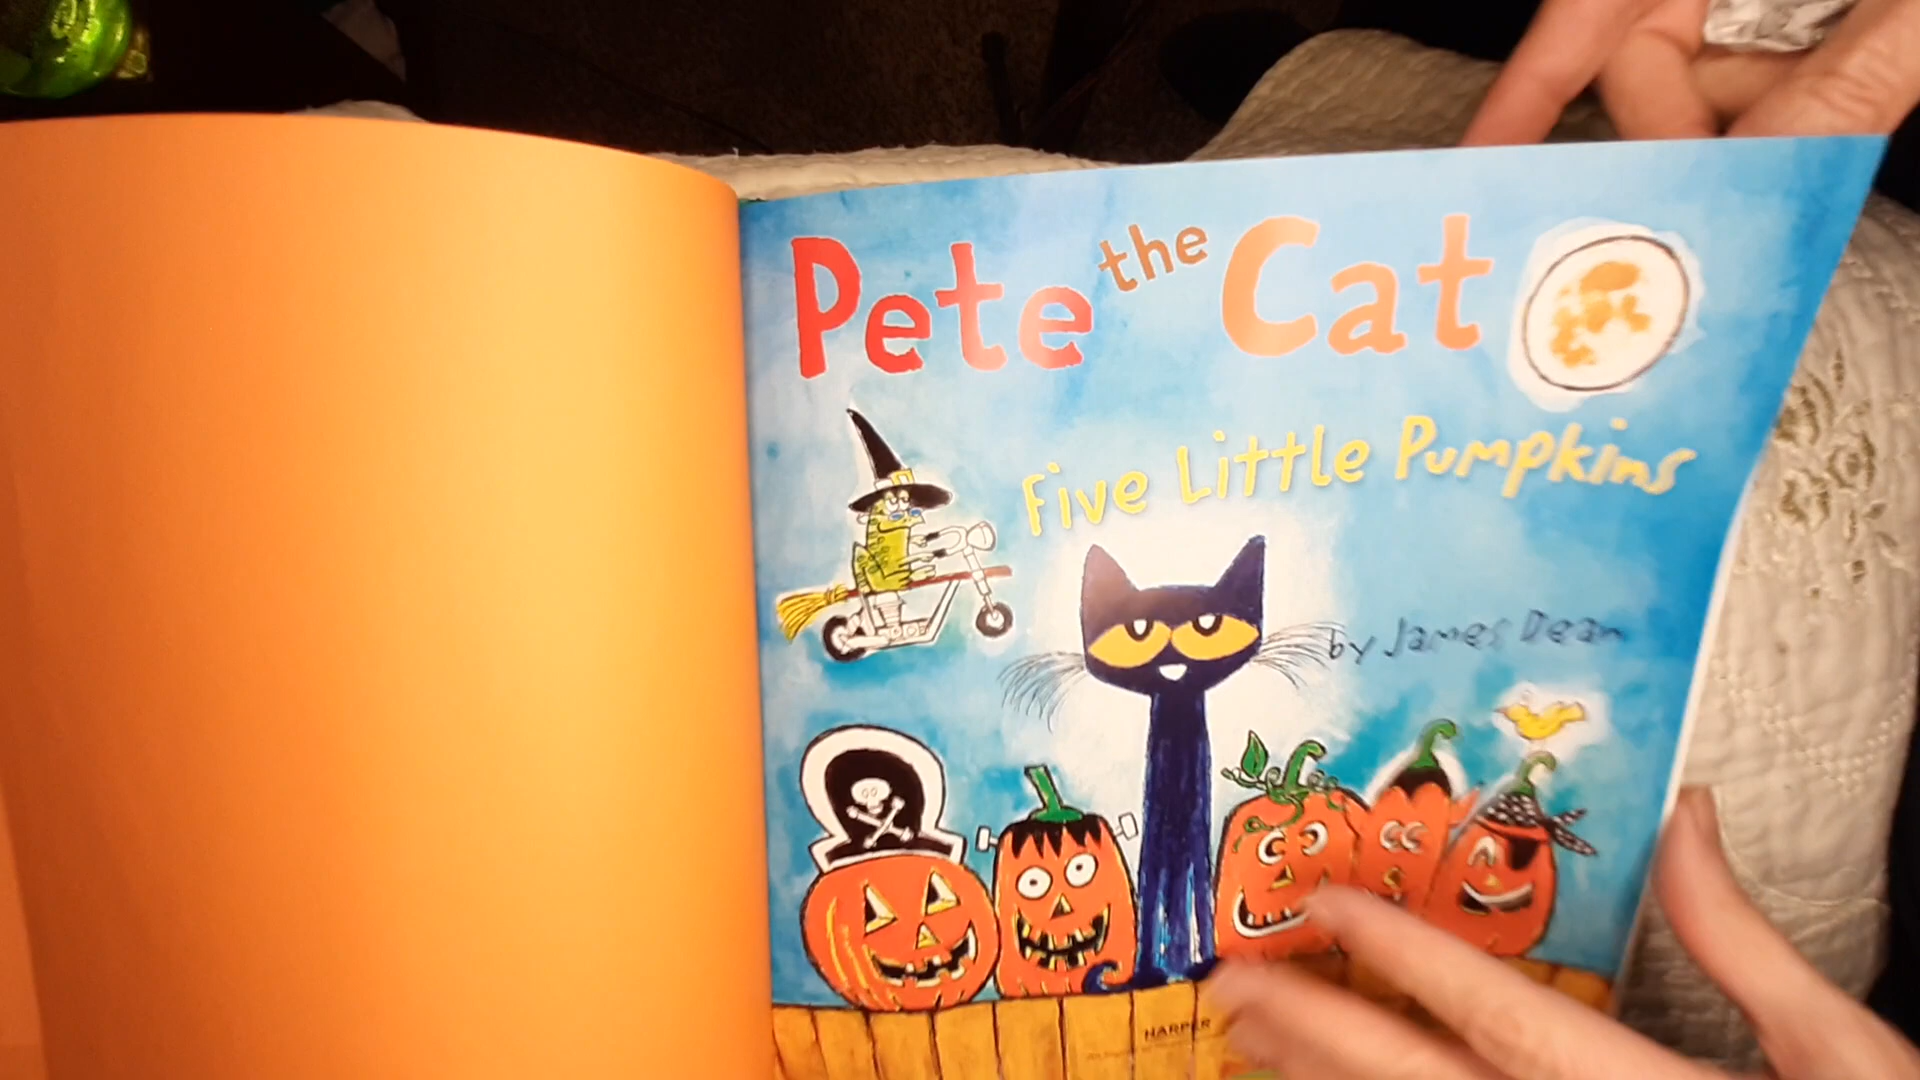 Pete the Cat
Five Little Pumpkins
by James Dean
HARPER